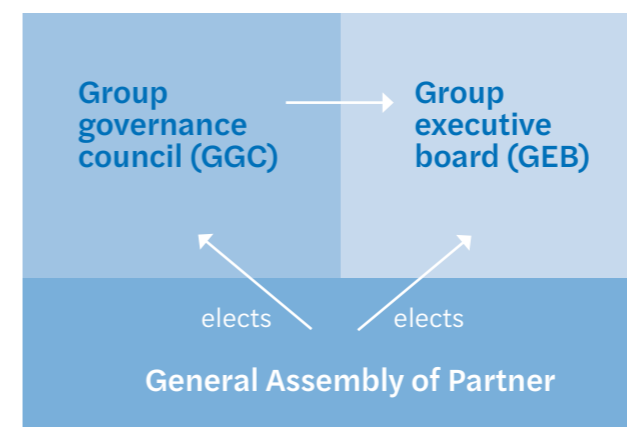 Group
governance
council (GGC)
Group
executive
board (GEB)
elects
elects
General Assembly of Partner